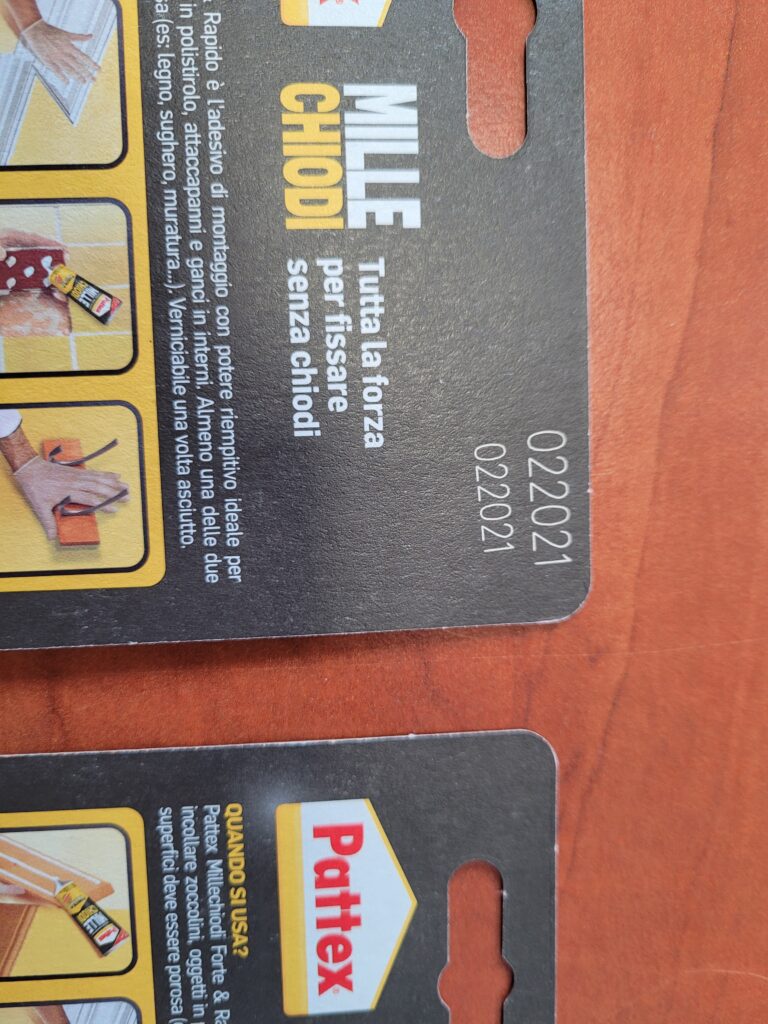 022021
022021
MILLE
CHIODI
Tutta la forza
per fissare
senza chiodi
Rapido è l'adesivo di montaggio con potere riempitivo ideale per
in polistirolo, attaccapanni e ganci in interni. Almeno una delle due
(es: legno, sughero, muratura...). Verniciabile una volta asciutto.
Pattex
QUANDO SI USA?
Pattex Millechiodi Forte &
incollare zoccolini, oggetti in
superfici deve essere porosa